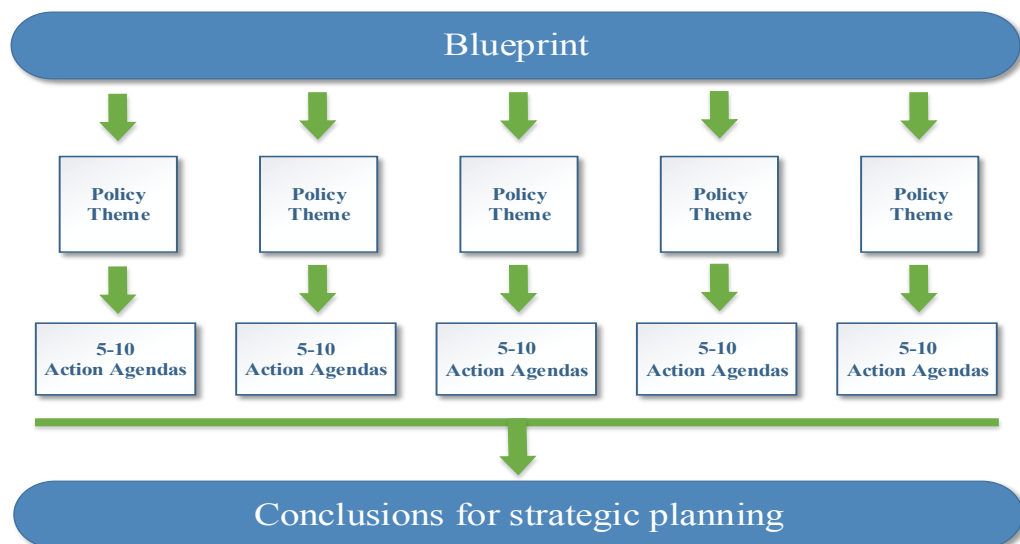 Blueprint
Policy
Theme
Policy
Theme
Policy
Theme
Policy
Theme
Policy
Theme
5-10
Action Agendas
5-10
Action Agendas
5-10
Action Agendas
5-10
Action Agendas
5-10
Action Agendas
Conclusions for strategic planning